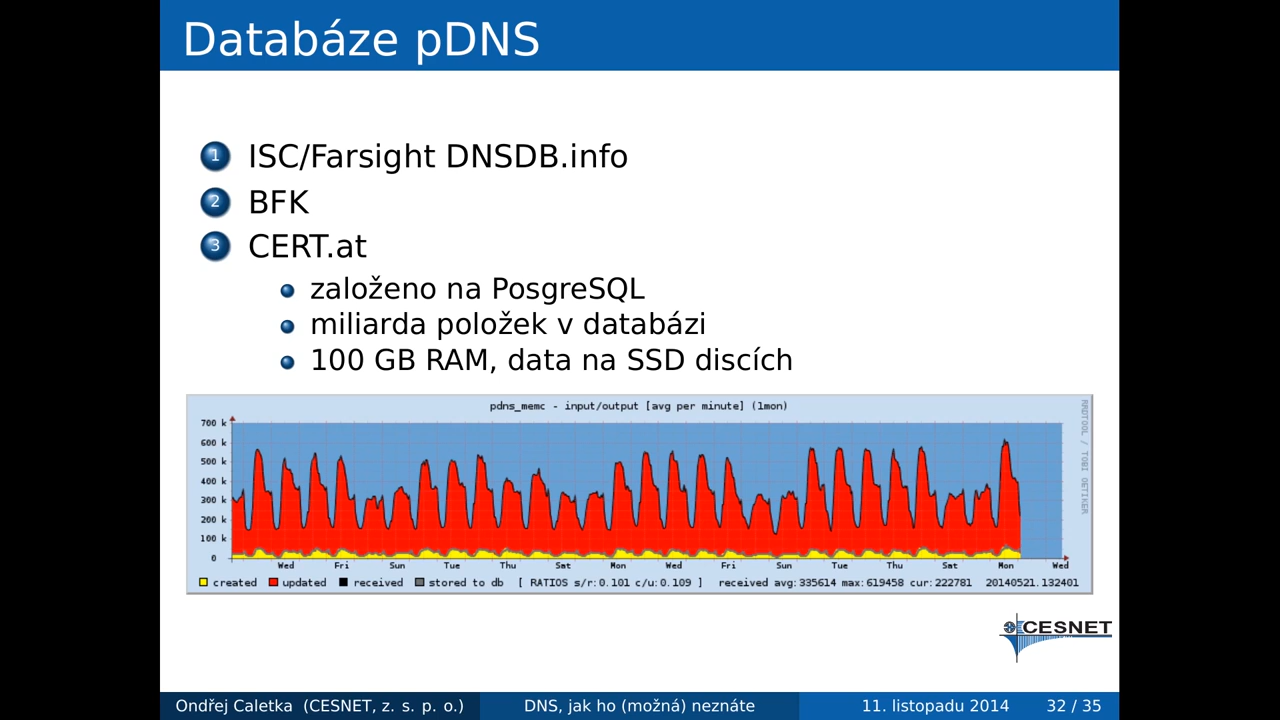 Databáze pDNS
1 ISC/Farsight DNSDB.info
2 BFK
3 CERT.at
založeno na PosgreSQL
miliarda položek v databázi
100 GB RAM, data na SSD discích
pdns_memc - input/output [avg per minute] (1mon)
700 k
600 k
500 k
400 k
300 k
200 k
100 k
0
Wed Fri Sun Tue Thu Sat Mon Wed Fri Sun Tue Thu Sat Mon Wed
RRDTOOL / TOBI OETIKER
created updated received stored to db [ RATIOS s/r:0.101 c/u:0.109 ] received avg:335614 max:619458 cur:222781 20140521.132401
CESNET
Ondřej Caletka (CESNET, z. s. p. o.) DNS, jak ho (možná) neznáte 11. listopadu 2014 32 / 35